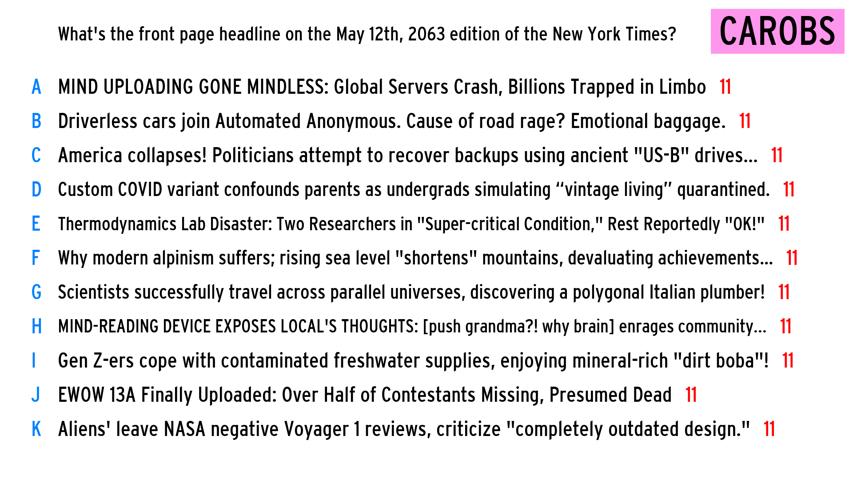 What's the front page headline on the May 12th, 2063 edition of the New York Times?
CAROBS
A MIND UPLOADING GONE MINDLESS: Global Servers Crash, Billions Trapped in Limbo 11
B Driverless cars join Automated Anonymous. Cause of road rage? Emotional baggage. 11
C America collapses! Politicians attempt to recover backups using ancient "US-B" drives... 11
D Custom COVID variant confounds parents as undergrads simulating “vintage living” quarantined. 11
E Thermodynamics Lab Disaster: Two Researchers in "Super-critical Condition," Rest Reportedly "OK!" 11
F Why modern alpinism suffers; rising sea level "shortens" mountains, devaluating achievements... 11
G Scientists successfully travel across parallel universes, discovering a polygonal Italian plumber! 11
H MIND-READING DEVICE EXPOSES LOCAL'S THOUGHTS: [push grandma?! why brain] enrages community... 11
I Gen Z-ers cope with contaminated freshwater supplies, enjoying mineral-rich "dirt boba"! 11
J EWOW 13A Finally Uploaded: Over Half of Contestants Missing, Presumed Dead 11
K Aliens' leave NASA negative Voyager 1 reviews, criticize "completely outdated design." 11